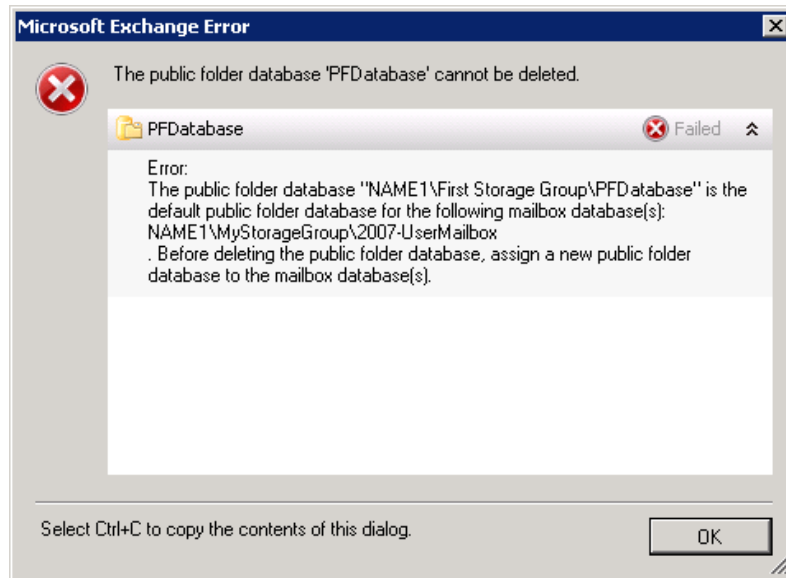 Microsoft Exchange Error
The public folder database 'PFDatabase' cannot be deleted.
PFDatabase
Failed
Error:
The public folder database "NAME1\First Storage Group\PFDatabase" is the
default public folder database for the following mailbox database(s):
NAME1\MyStorageGroup\2007-UserMailbox
. Before deleting the public folder database, assign a new public folder
database to the mailbox database(s).
Select Ctrl+C to copy the contents of this dialog.
OK